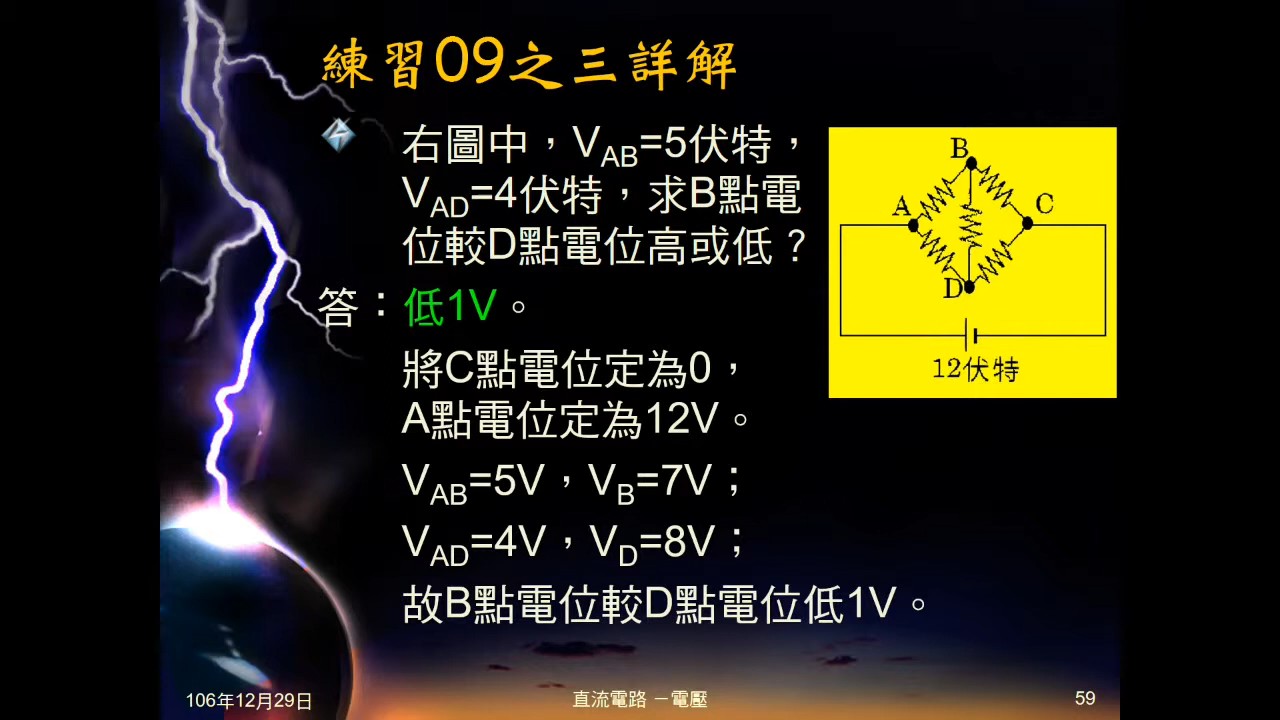 練習09之三詳解
右圖中，VAB=5伏特，
VAD=4伏特，求B點電
位較D點電位高或低？
答：低1V。
將C點電位定為0，
A點電位定為12V。
VAB=5V，VB=7V；
VAD=4V，VD=8V；
故B點電位較D點電位低1V。
B
A
C
D
12伏特
106年12月29日
直流電路 －電壓
59